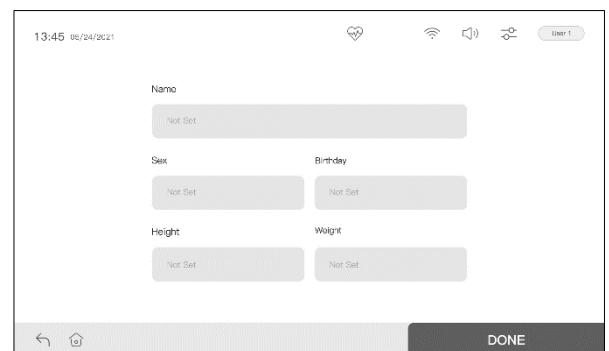 13:45 05/24/2021 User 1
Name
Not Set
Sex Birthday
Not Set Not Set
Height Weight
Not Set Not Set
DONE